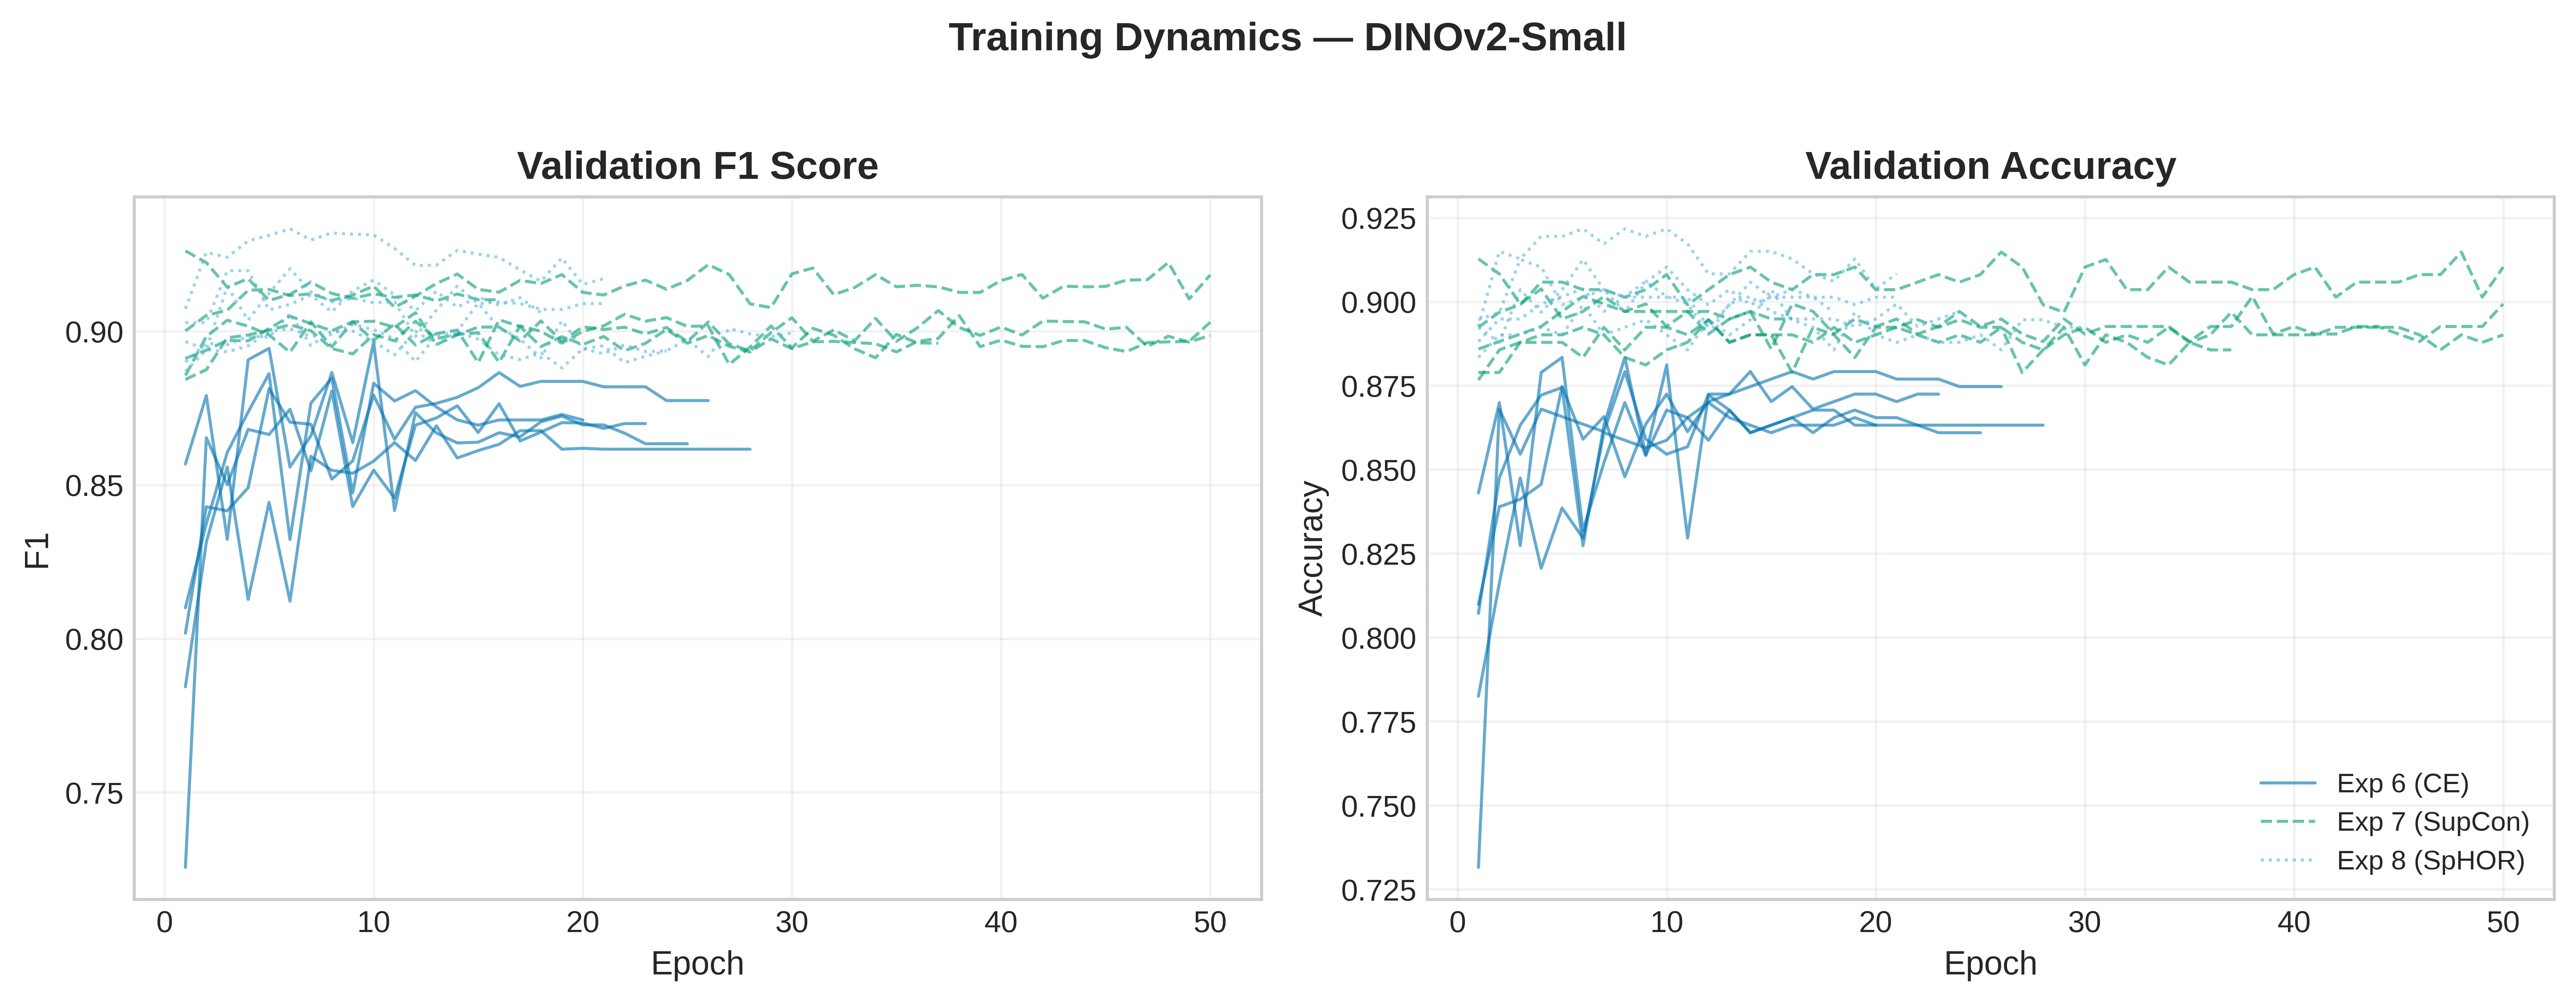 Training Dynamics — DINOv2-Small
Validation F1 Score
F1
0.90
0.85
0.80
0.75
0 10 20 30 40 50
Epoch
Validation Accuracy
Accuracy
0.925
0.900
0.875
0.850
0.825
0.800
0.775
0.750
0.725
Exp 6 (CE)
Exp 7 (SupCon)
Exp 8 (SpHOR)
0 10 20 30 40 50
Epoch